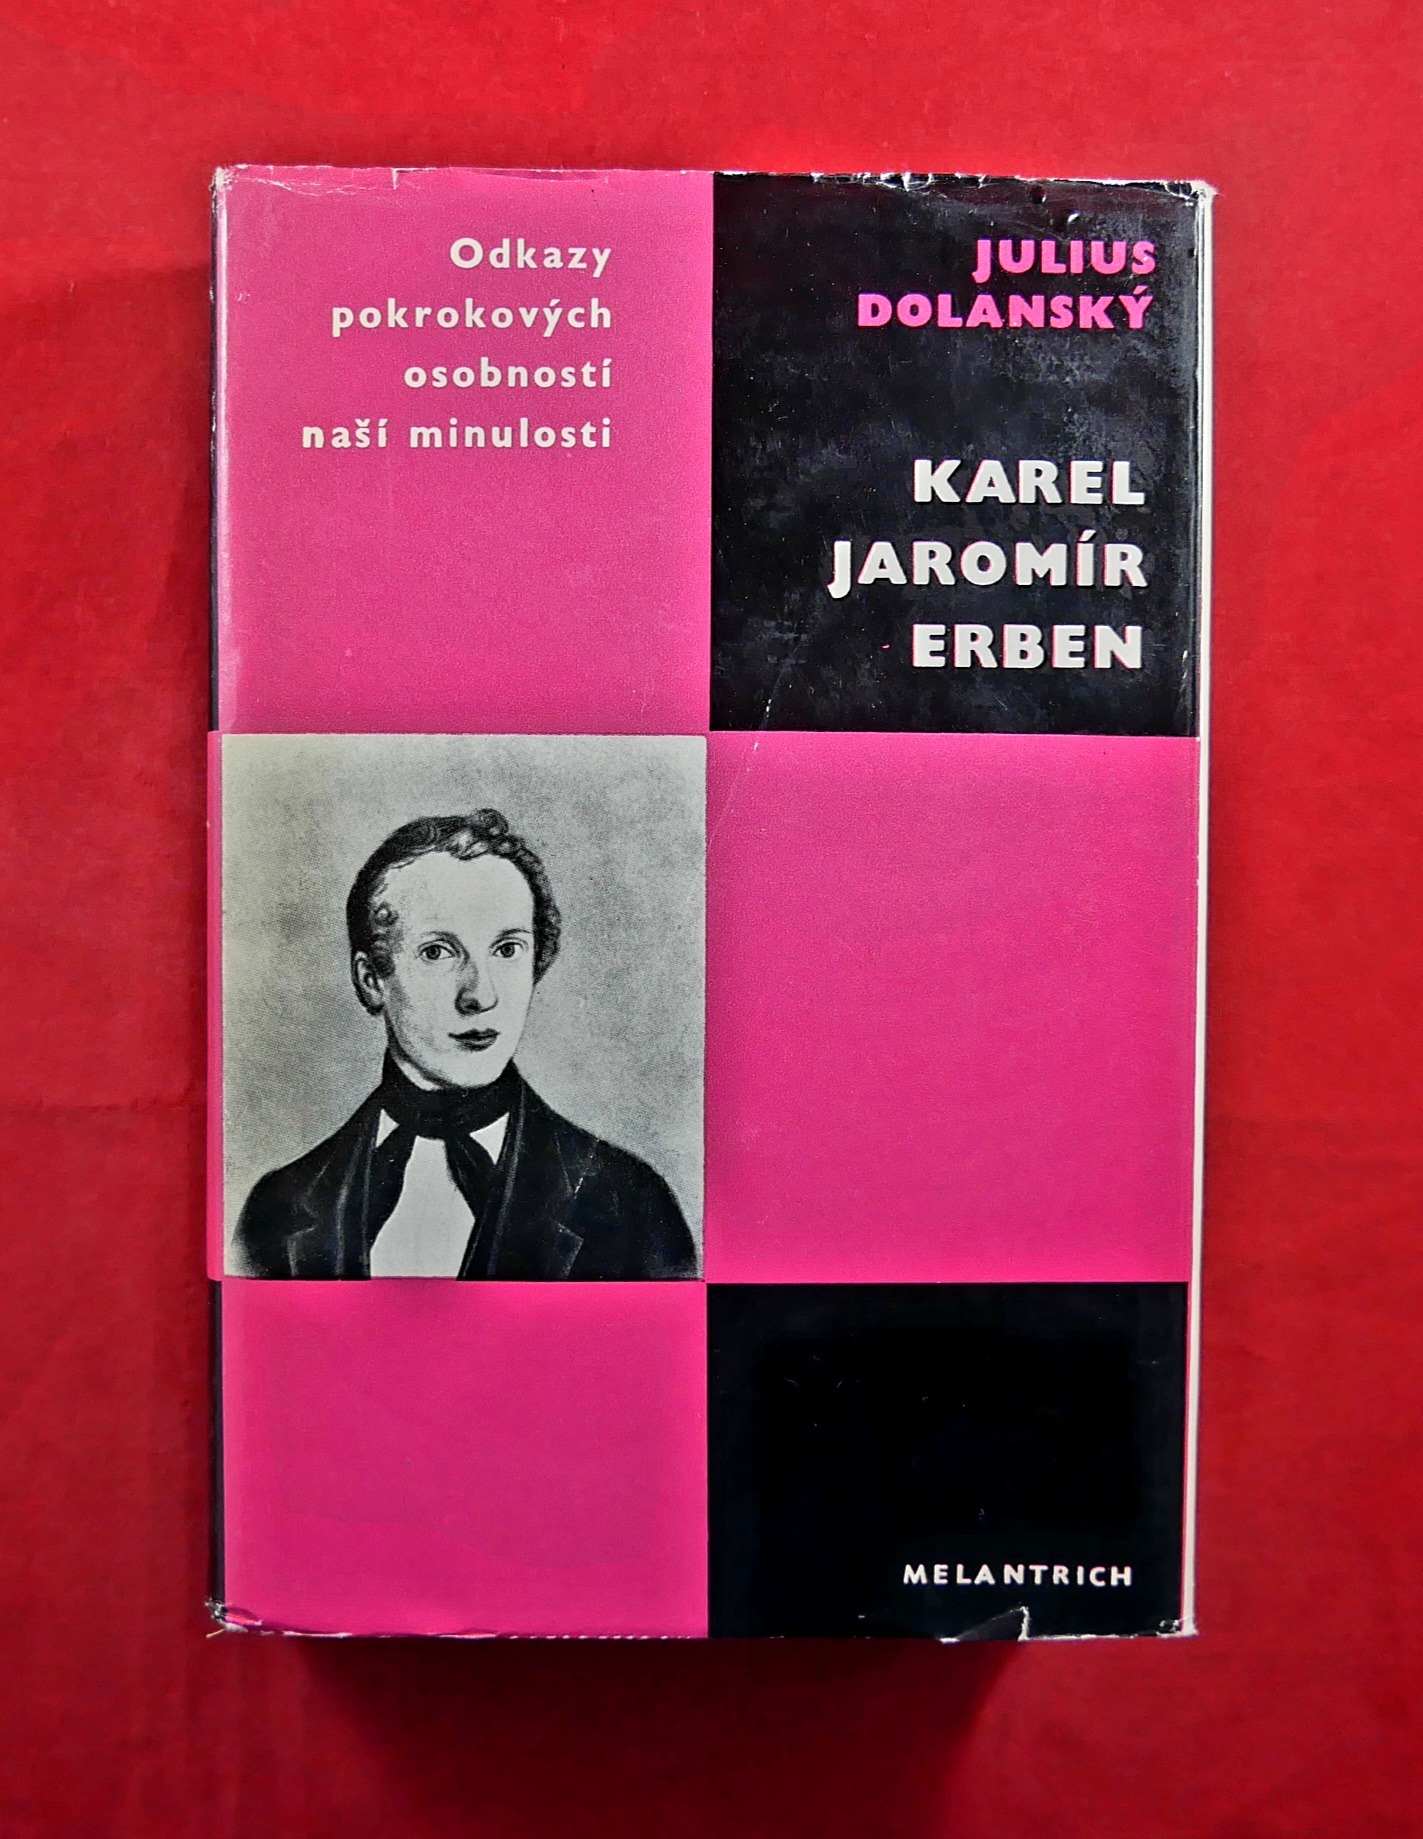 Odkazy
pokrokových
osobností
naší minulosti
JULIUS
DOLANSKÝ
KAREL
JAROMÍR
ERBEN
MELANTRICH